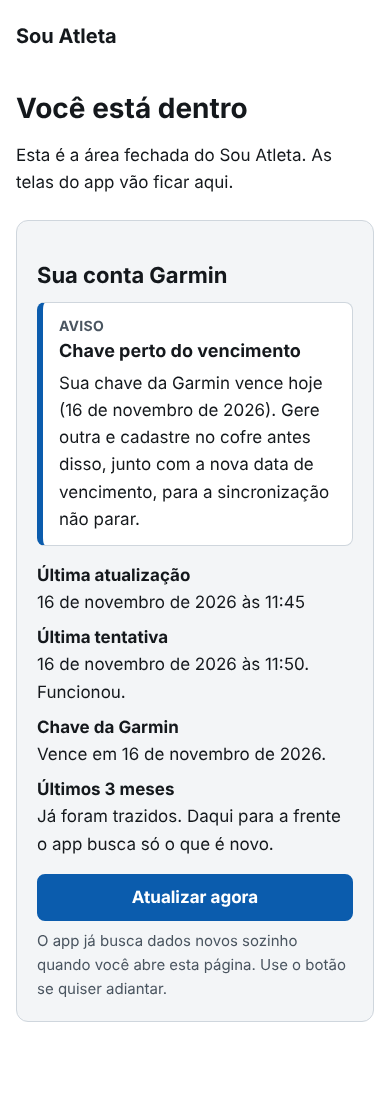 Sou Atleta
Você está dentro
Esta é a área fechada do Sou Atleta. As
telas do app vão ficar aqui.
Sua conta Garmin
AVISO
Chave perto do vencimento
Sua chave da Garmin vence hoje
(16 de novembro de 2026). Gere
outra e cadastre no cofre antes
disso, junto com a nova data de
vencimento, para a sincronização
não parar.
Última atualização
16 de novembro de 2026 às 11:45
Última tentativa
16 de novembro de 2026 às 11:50.
Funcionou.
Chave da Garmin
Vence em 16 de novembro de 2026.
Últimos 3 meses
Já foram trazidos. Daqui para a frente
o app busca só o que é novo.
Atualizar agora
O app já busca dados novos sozinho
quando você abre esta página. Use o botão
se quiser adiantar.